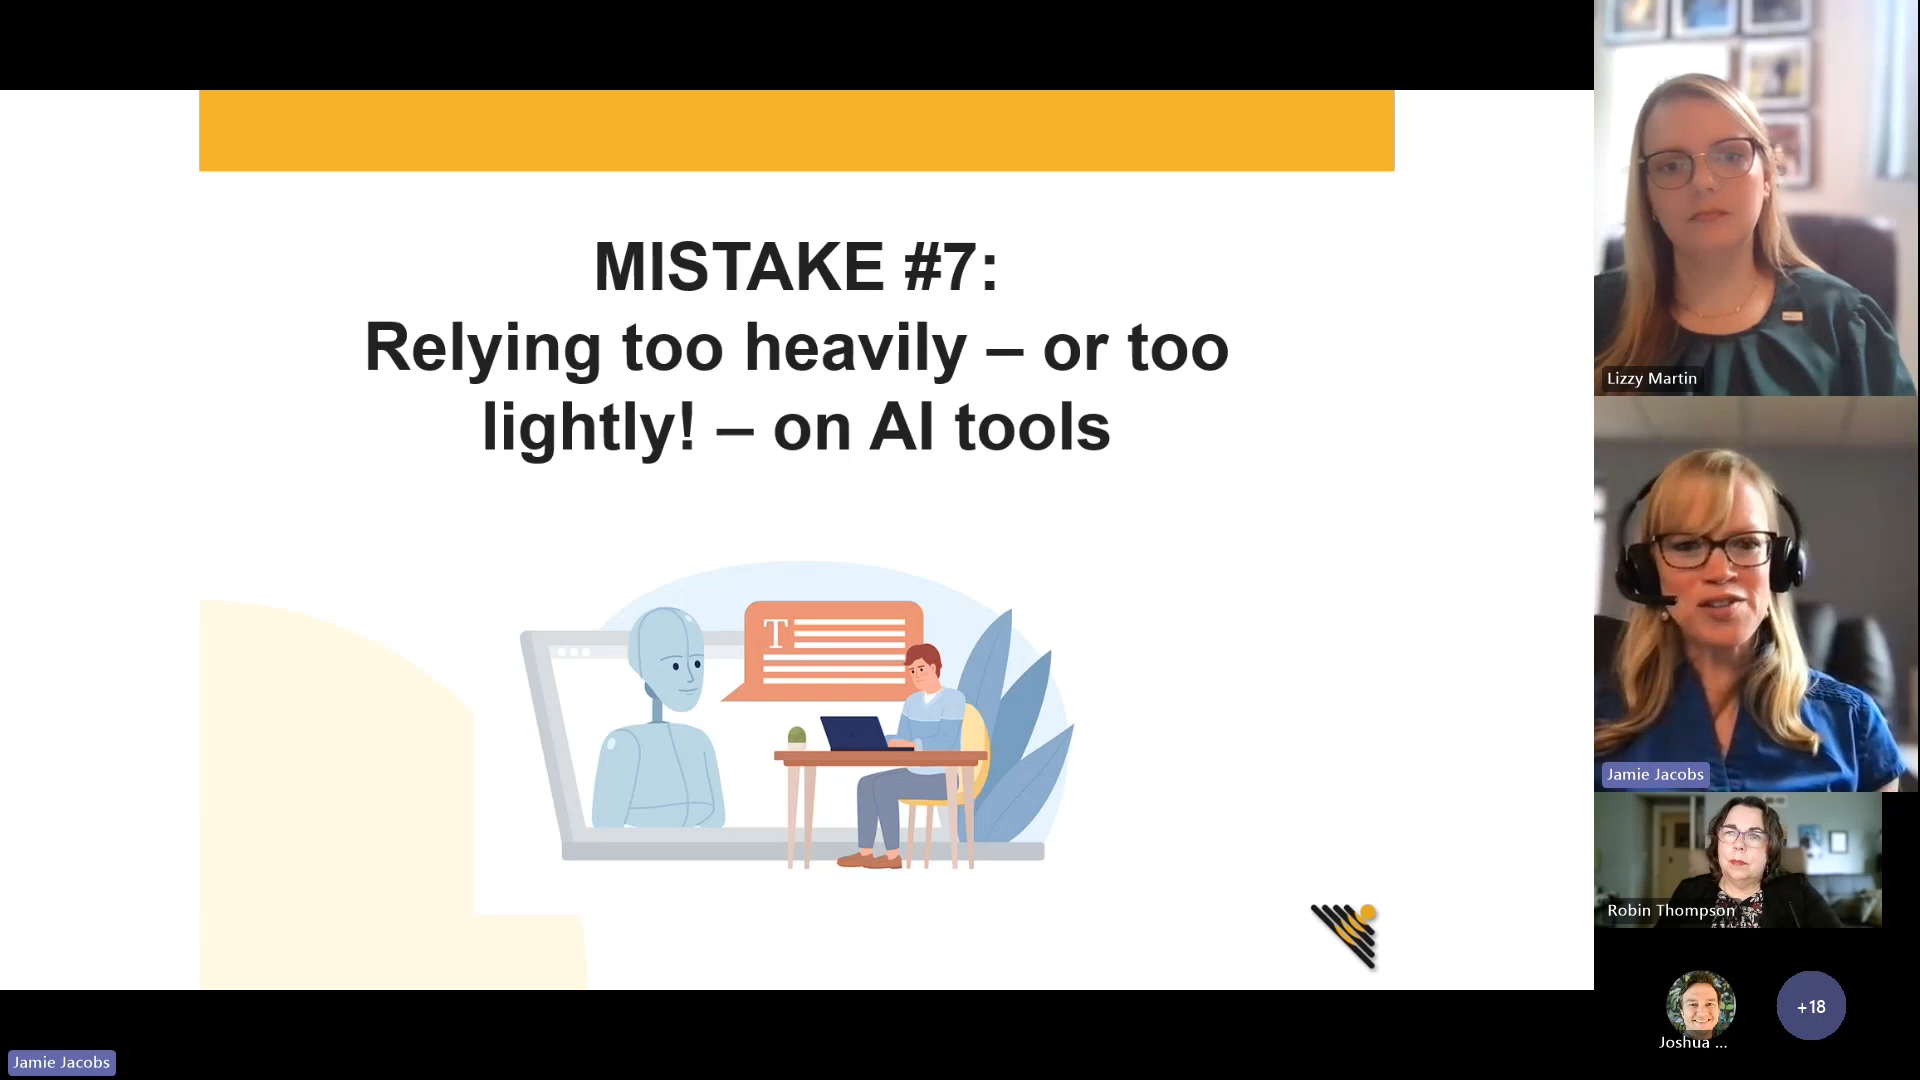 MISTAKE #7:
Relying too heavily – or too
lightly! – on AI tools
T
Lizzy Martin
Jamie Jacobs
Robin Thompson
Joshua ...
+18
Jamie Jacobs